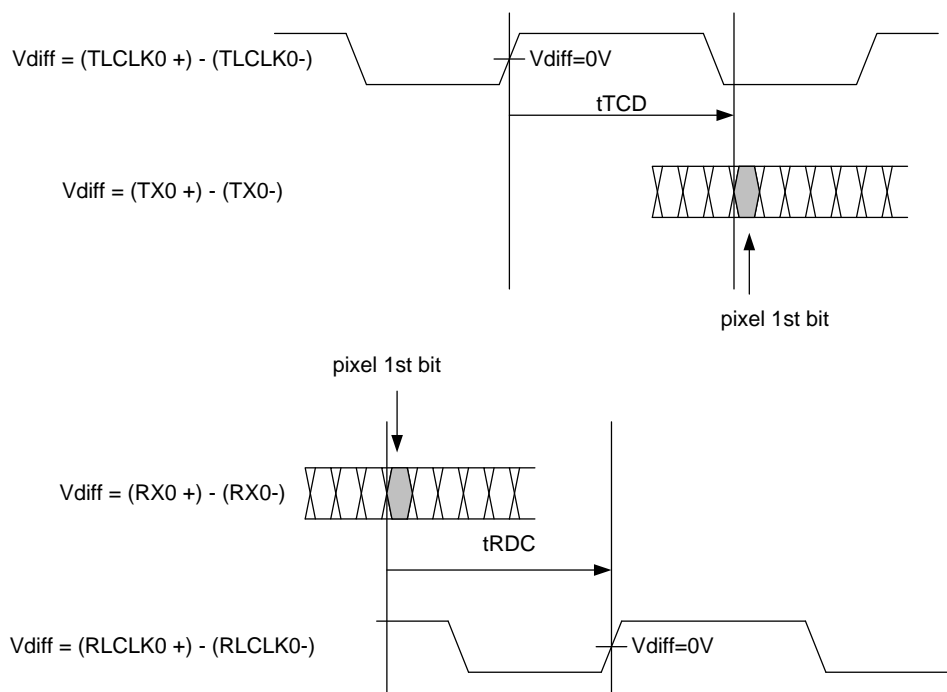 Vdiff = (TLCLK0 +) - (TLCLK0-)
Vdiff=0V
tTCD
Vdiff = (TX0 +) - (TX0-)
pixel 1st bit
pixel 1st bit
Vdiff = (RX0 +) - (RX0-)
tRDC
Vdiff = (RLCLK0 +) - (RLCLK0-)
Vdiff=0V